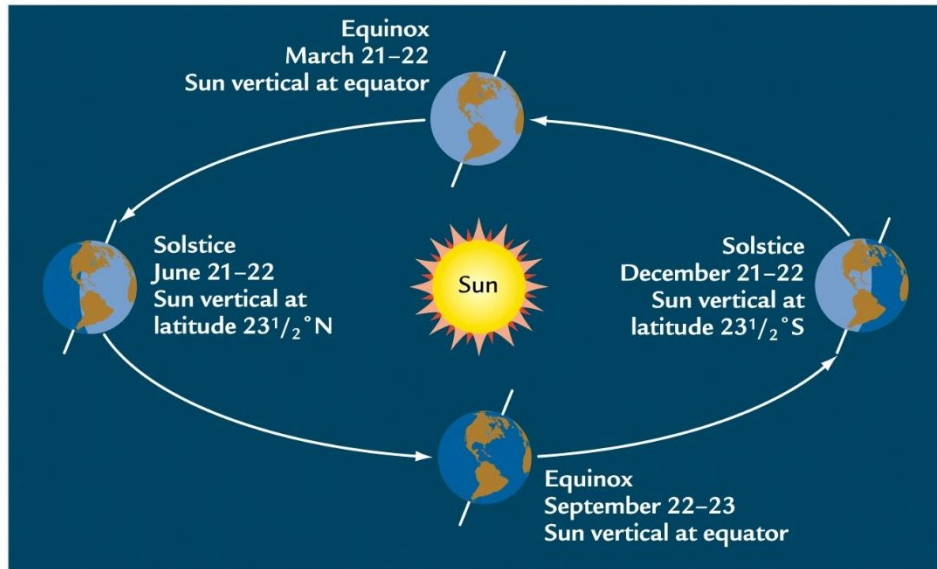 Equinox
March 21–22
Sun vertical at equator
Solstice
June 21–22
Sun vertical at
latitude 23¹/₂°N
Sun
Solstice
December 21–22
Sun vertical at
latitude 23¹/₂°S
Equinox
September 22–23
Sun vertical at equator